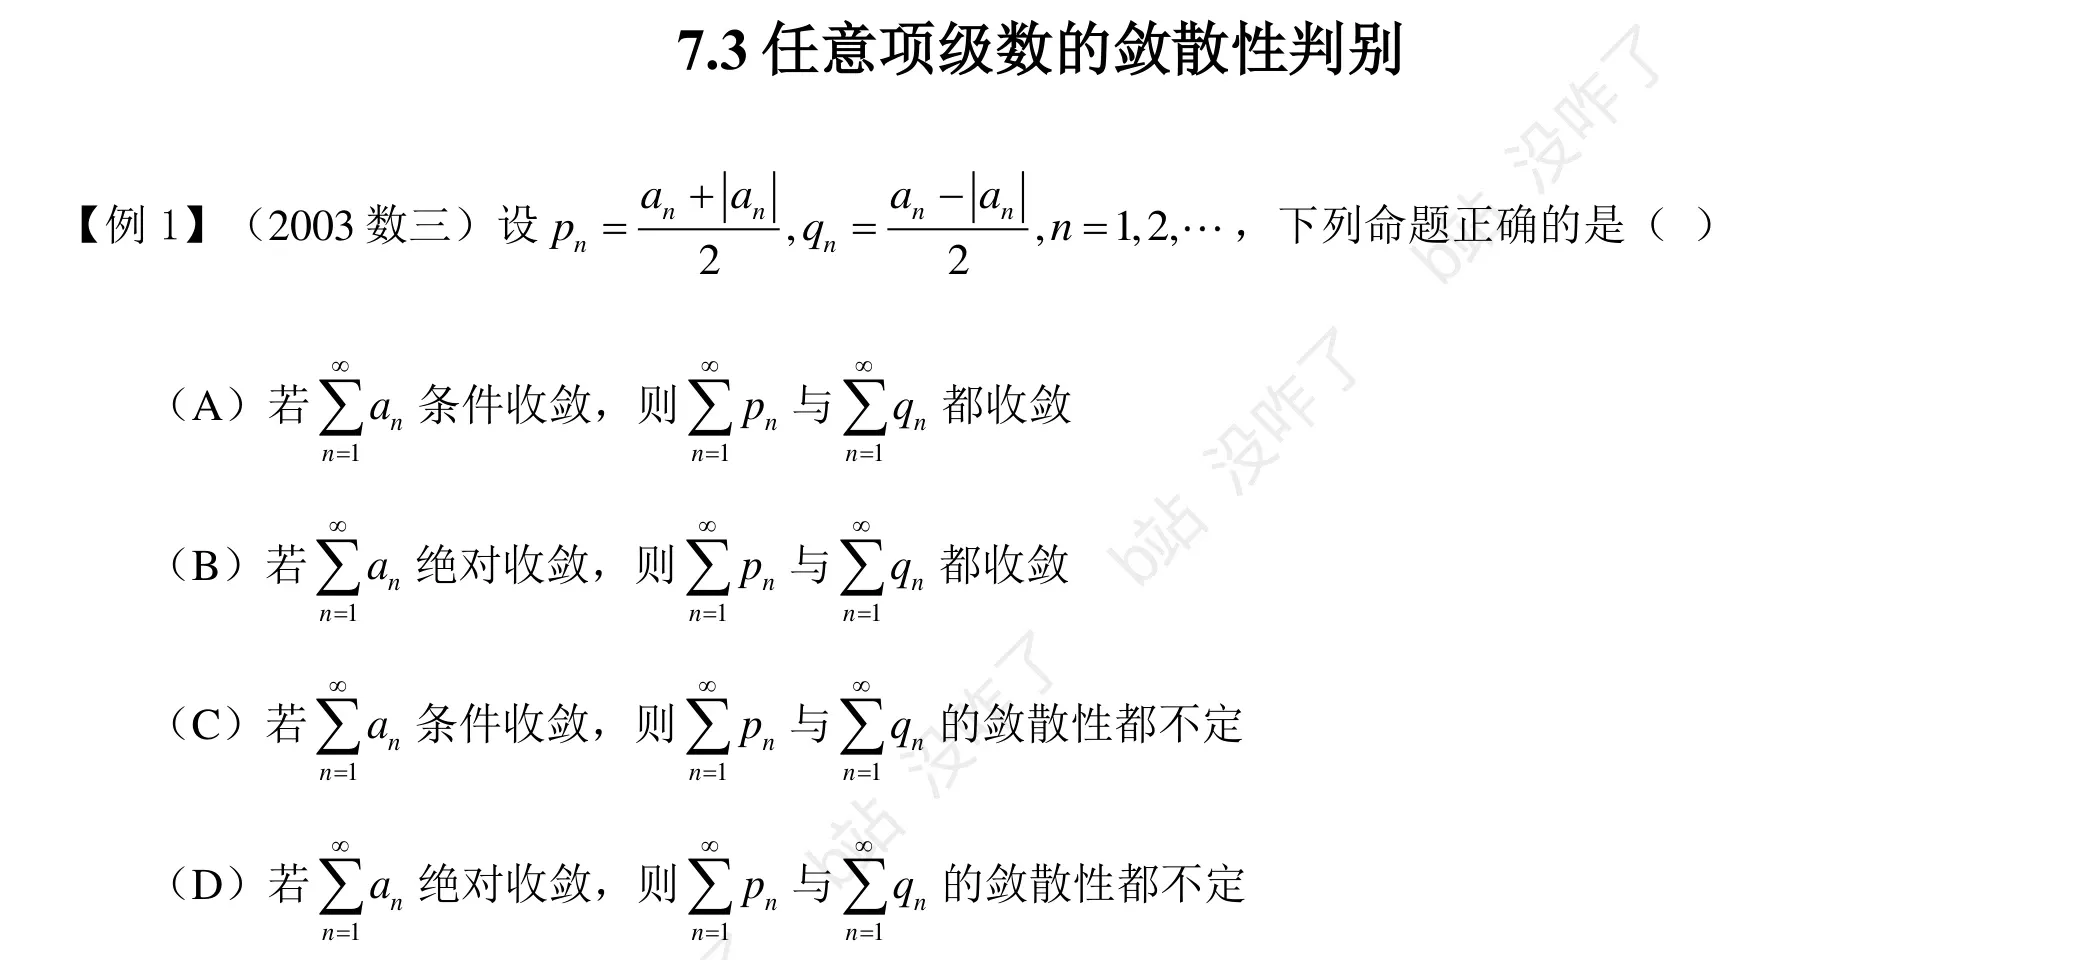 7.3 任意项级数的敛散性判别
【例 1】（2003 数三）设 $p_n = \frac{a_n + |a_n|}{2}, q_n = \frac{a_n - |a_n|}{2}, n = 1, 2, \cdots$，下列命题正确的是（ ）
（A）若 $\sum_{n=1}^{\infty} a_n$ 条件收敛，则 $\sum_{n=1}^{\infty} p_n$ 与 $\sum_{n=1}^{\infty} q_n$ 都收敛
（B）若 $\sum_{n=1}^{\infty} a_n$ 绝对收敛，则 $\sum_{n=1}^{\infty} p_n$ 与 $\sum_{n=1}^{\infty} q_n$ 都收敛
（C）若 $\sum_{n=1}^{\infty} a_n$ 条件收敛，则 $\sum_{n=1}^{\infty} p_n$ 与 $\sum_{n=1}^{\infty} q_n$ 的敛散性都不定
（D）若 $\sum_{n=1}^{\infty} a_n$ 绝对收敛，则 $\sum_{n=1}^{\infty} p_n$ 与 $\sum_{n=1}^{\infty} q_n$ 的敛散性都不定
b站 没咋了
b站 没咋了
b站 没咋了
了